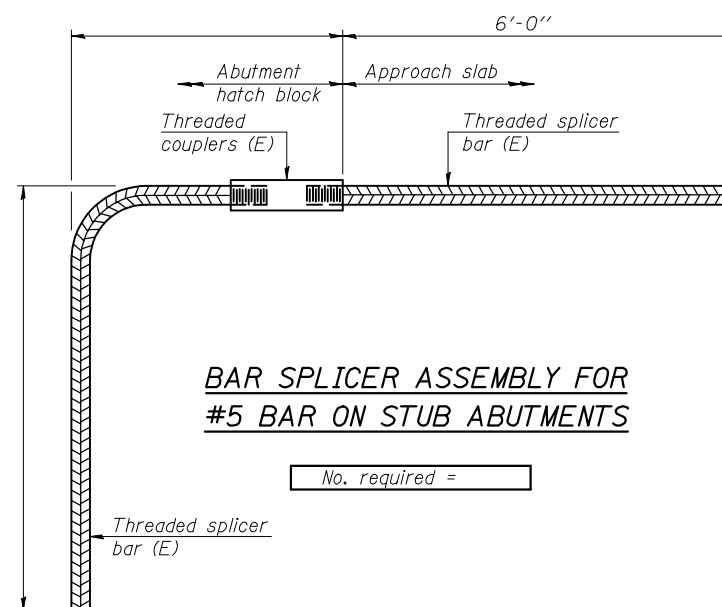 6'-0"
Abutment
hatch block
Approach slab
Threaded
couplers (E)
Threaded splicer
bar (E)
BAR SPLICER ASSEMBLY FOR
#5 BAR ON STUB ABUTMENTS
No. required =
Threaded splicer
bar (E)